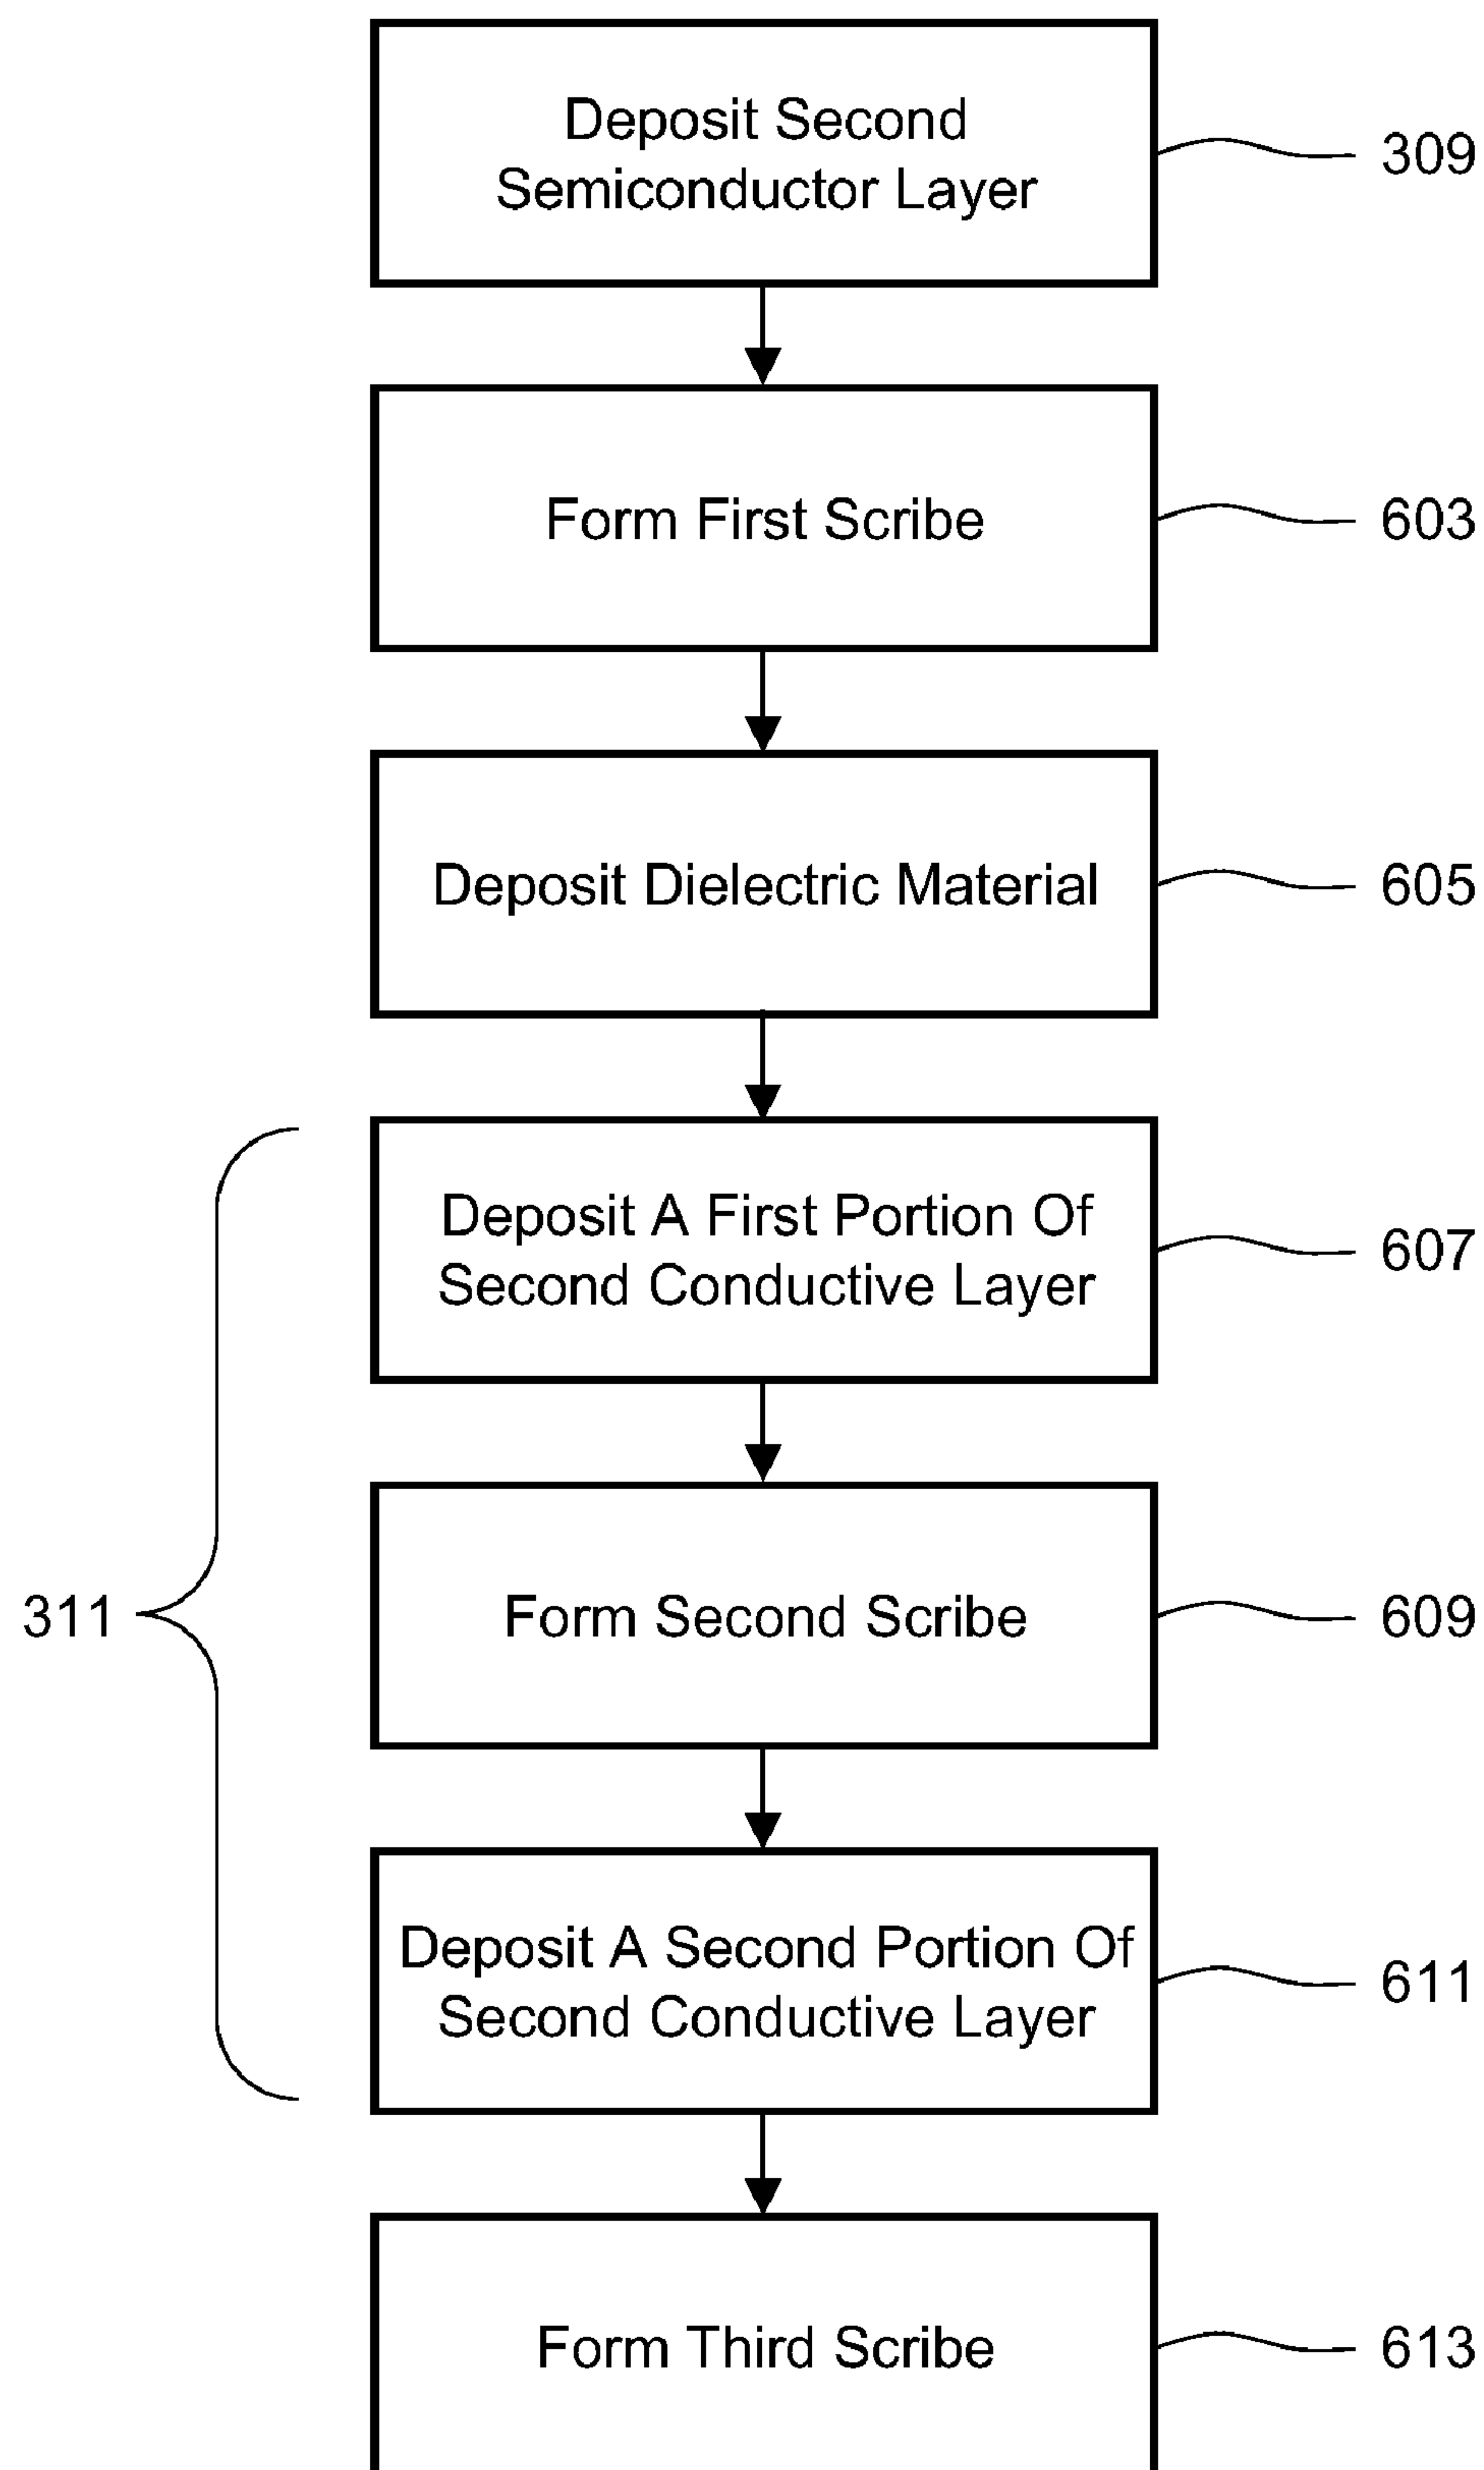 Deposit Second
Semiconductor Layer
309
Form First Scribe
603
Deposit Dielectric Material
605
Deposit A First Portion Of
Second Conductive Layer
607
311
Form Second Scribe
609
Deposit A Second Portion Of
Second Conductive Layer
611
Form Third Scribe
613